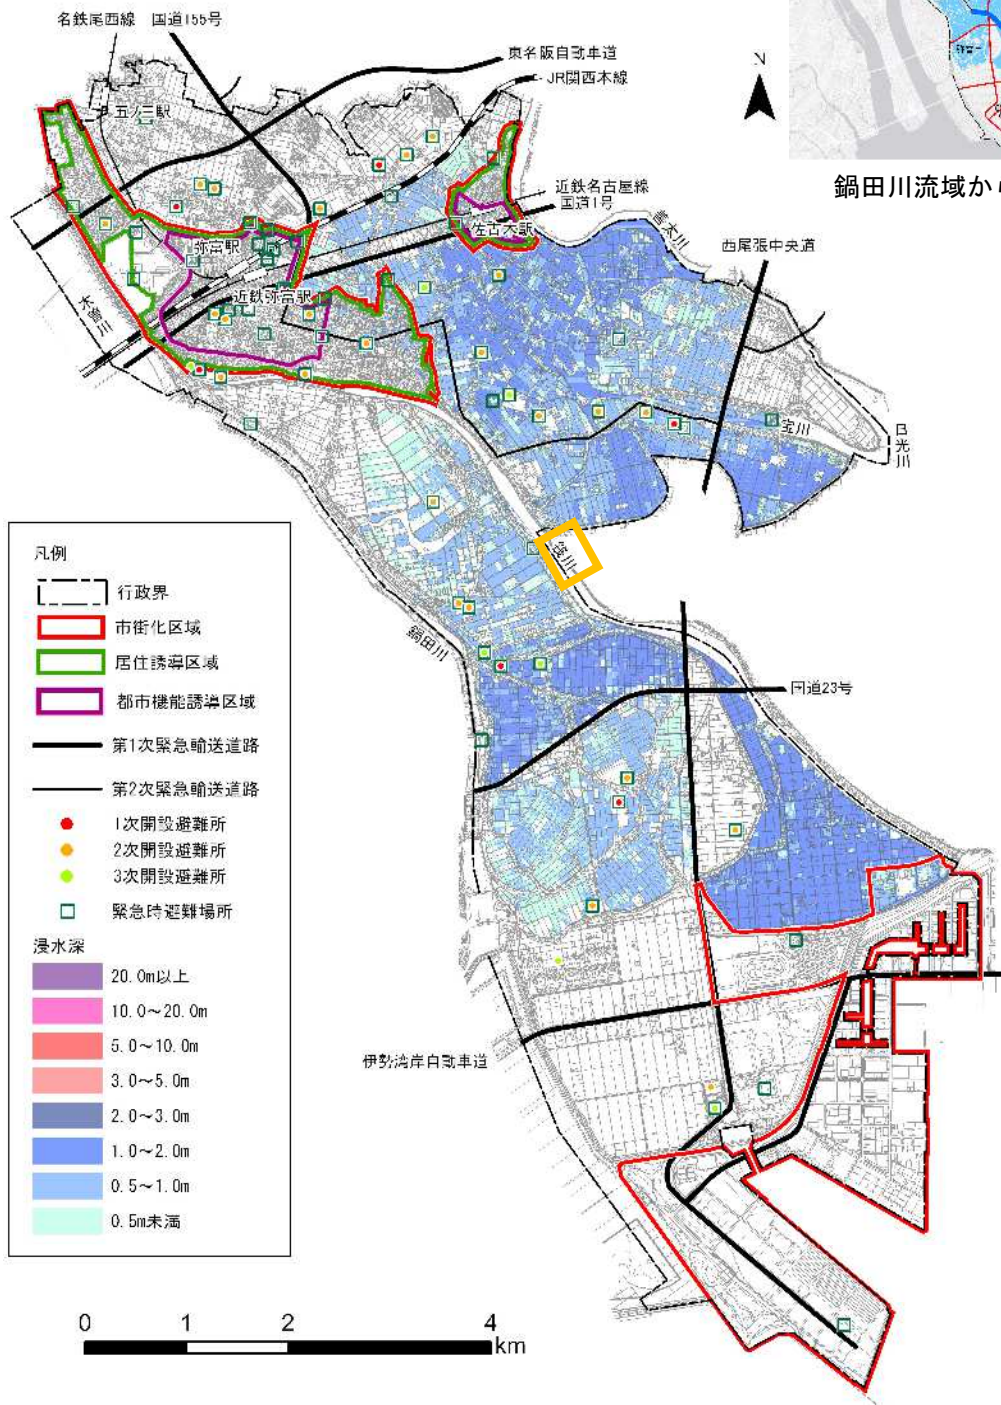 名鉄尾西線 国道155号
東名阪自動車道
JR関西本線
五ノ三駅
N
鍋田川流域か
近鉄名古屋線
国道1号
佐古木駅
善太川
西尾張中央道
弥富駅
近鉄弥富駅
木曽川
宝川
日光川
筏川
鍋田川
国道23号
伊勢湾岸自動車道
凡例
行政界
市街化区域
居住誘導区域
都市機能誘導区域
第1次緊急輸送道路
第2次緊急輸送道路
1次開設避難所
2次開設避難所
3次開設避難所
緊急時避難場所
浸水深
20.0m以上
10.0～20.0m
5.0～10.0m
3.0～5.0m
2.0～3.0m
1.0～2.0m
0.5～1.0m
0.5m未満
0 1 2 4
km